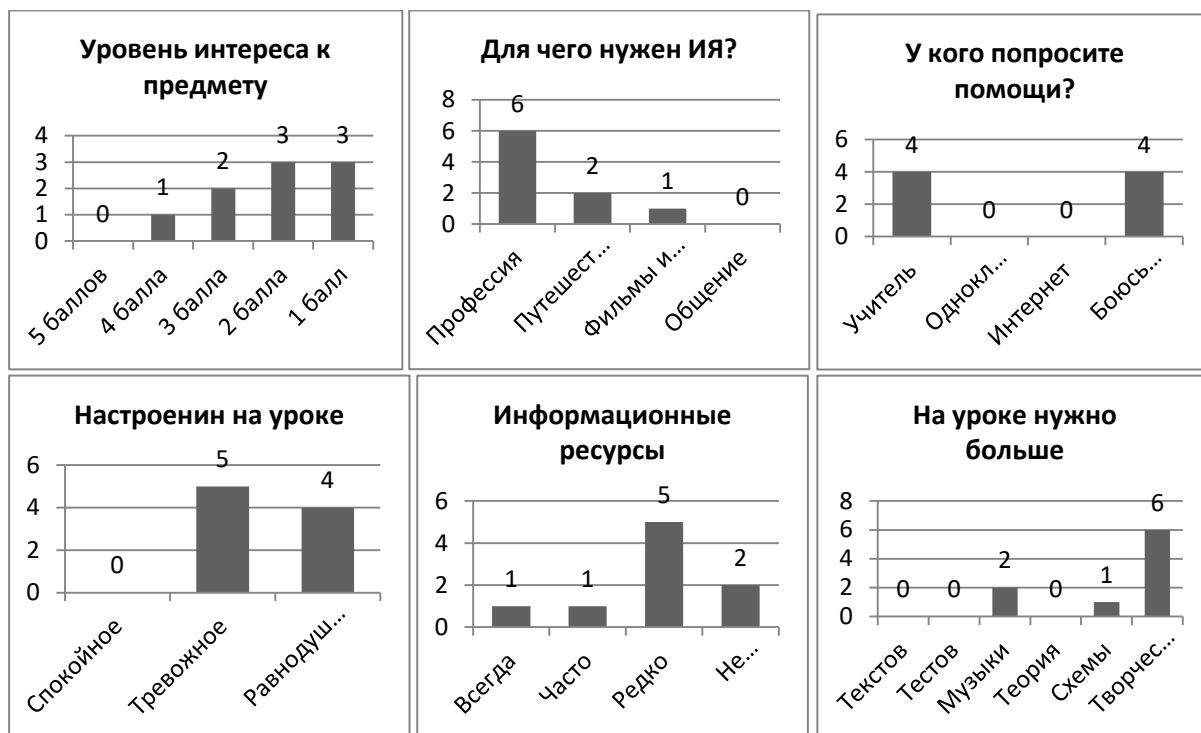 Уровень интереса к
предмету
4
3
2
1
0
0
1
2
3
3
5 баллов
4 балла
3 балла
2 балла
1 балл
Для чего нужен ИЯ?
8
6
4
2
0
6
2
1
0
Профессия
Путешест...
Фильмы и...
Общение
У кого попросите
помощи?
6
4
2
0
4
0
0
4
Учитель
Однокл...
Интернет
Боюсь...
Настроенин на уроке
6
4
2
0
0
5
4
Спокойное
Тревожное
Равнодуш...
Информационные
ресурсы
6
4
2
0
1
1
5
2
Всегда
Часто
Редко
Не...
На уроке нужно
больше
8
6
4
2
0
0
0
2
0
1
6
Текстов
Тестов
Музыки
Теория
Схемы
Творчес...